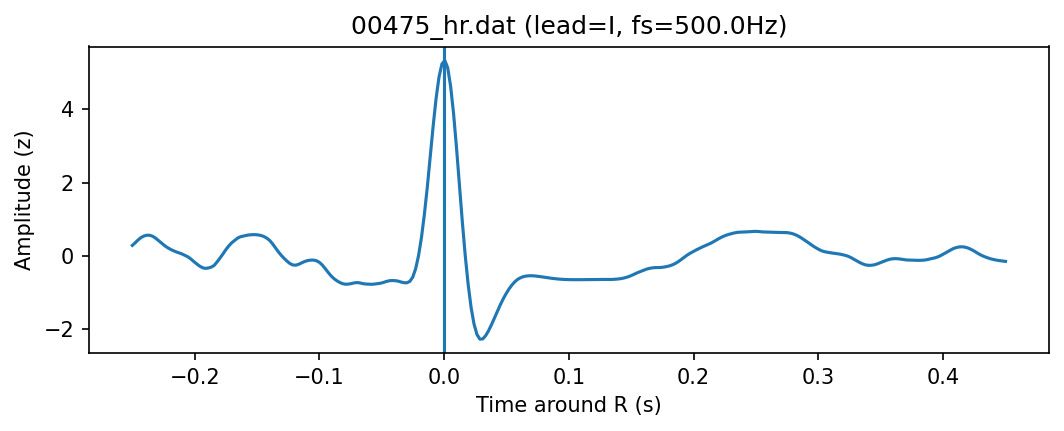 00475_hr.dat (lead=I, fs=500.0Hz)
Amplitude (z)
4
2
0
−2
−0.2 −0.1 0.0 0.1 0.2 0.3 0.4
Time around R (s)